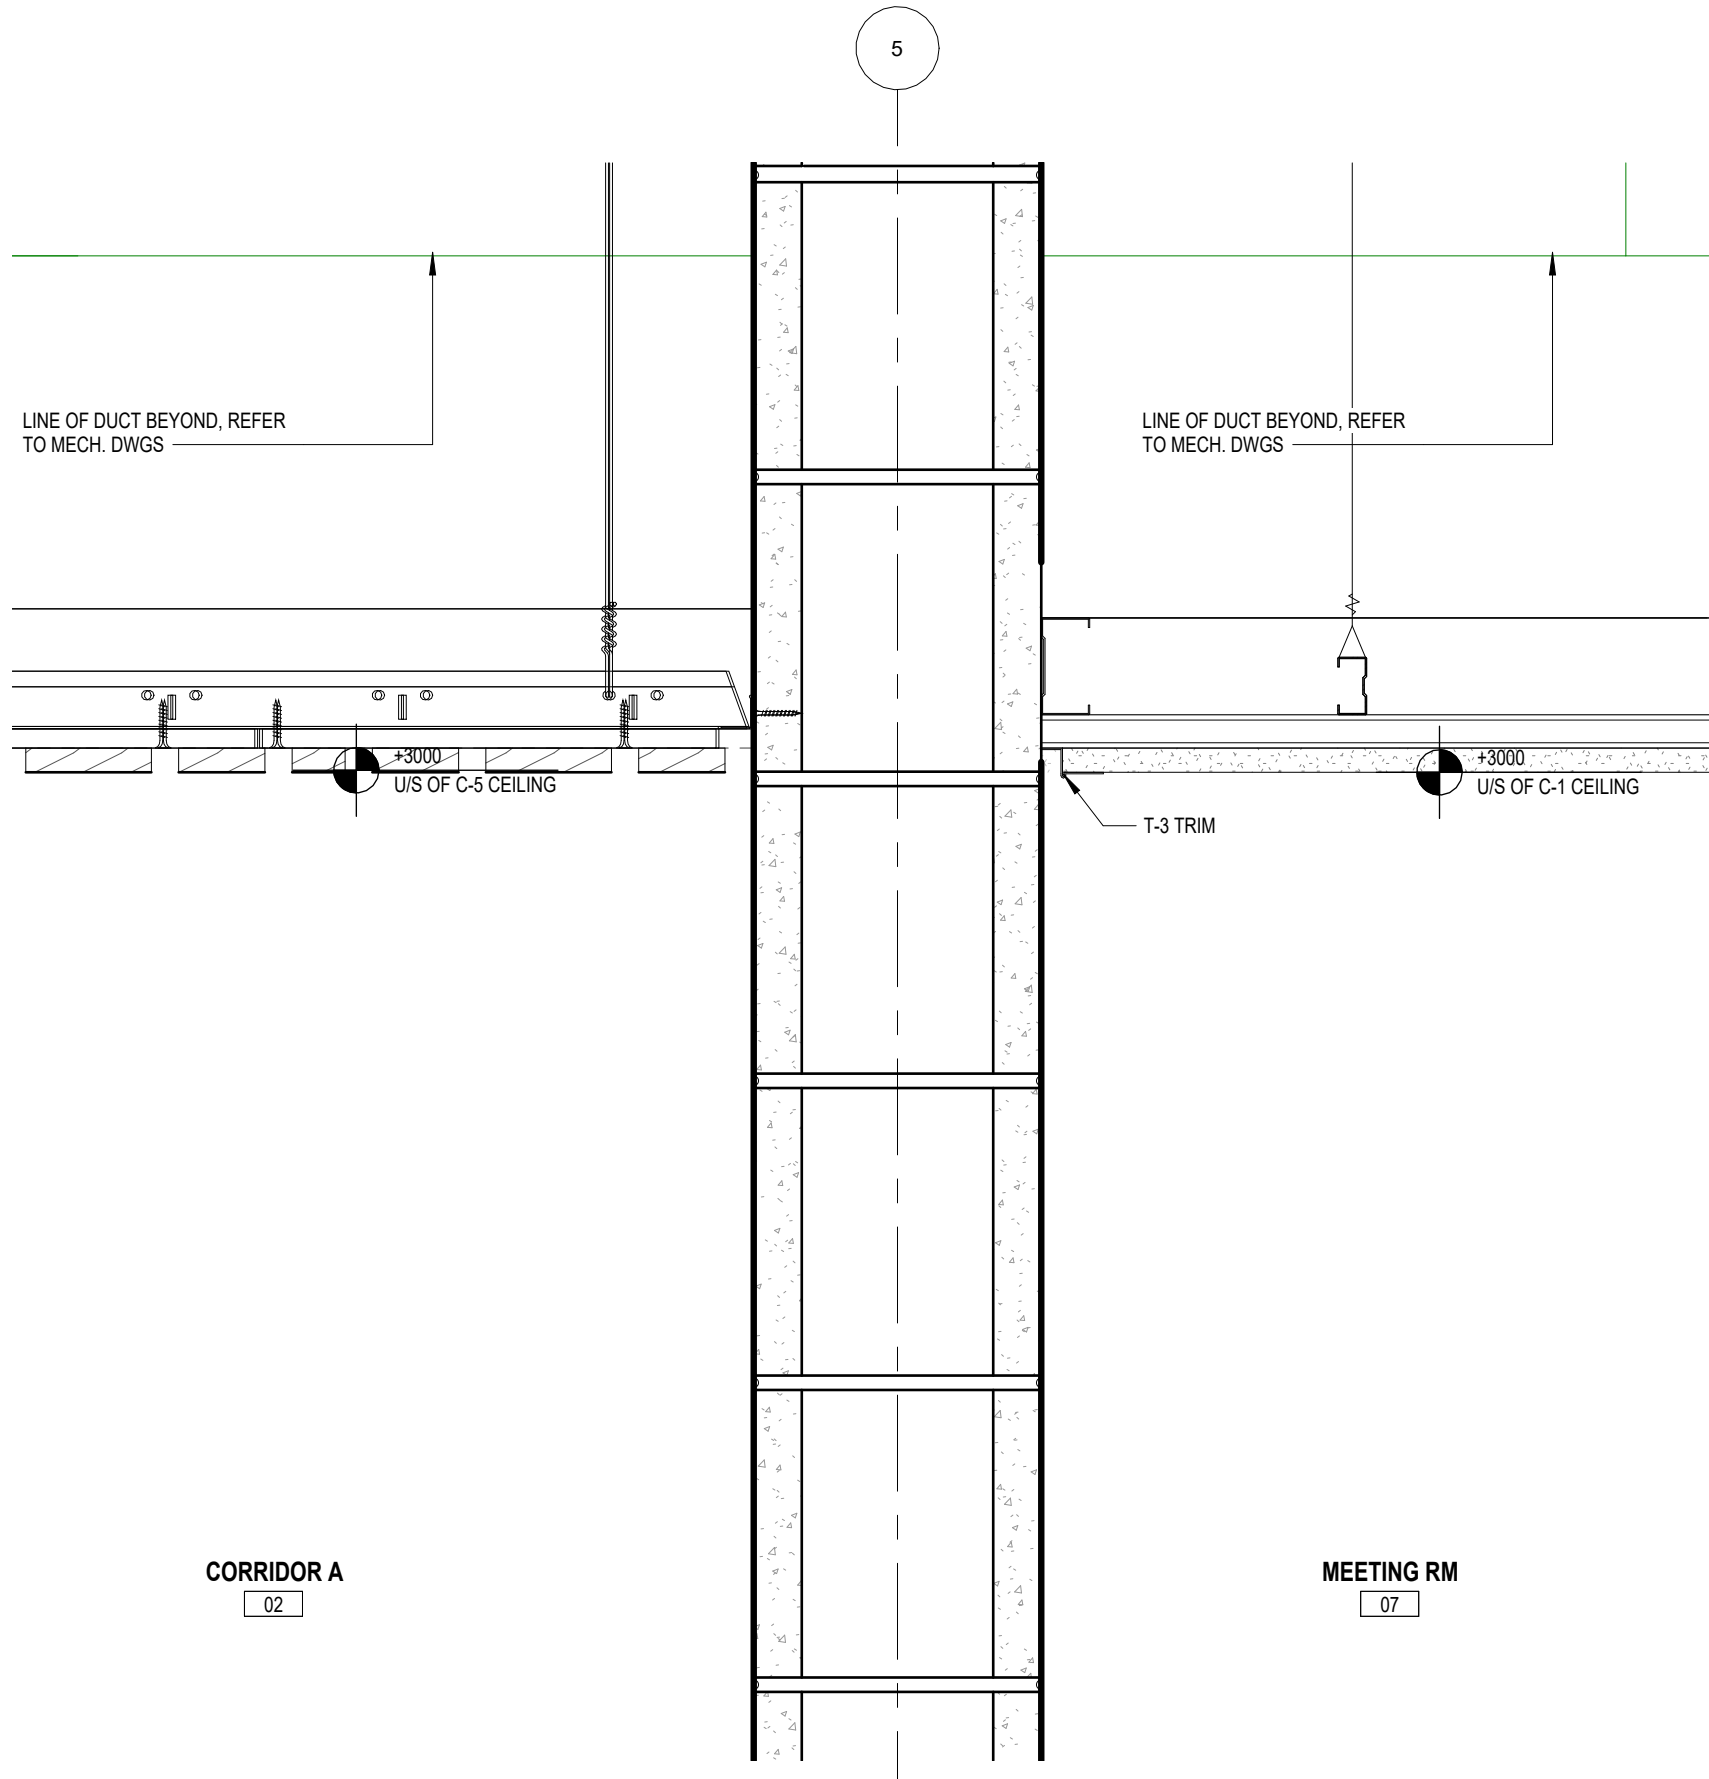 5
LINE OF DUCT BEYOND, REFER
TO MECH. DWGS
LINE OF DUCT BEYOND, REFER
TO MECH. DWGS
+3000
U/S OF C-5 CEILING
+3000
U/S OF C-1 CEILING
T-3 TRIM
CORRIDOR A
02
MEETING RM
07